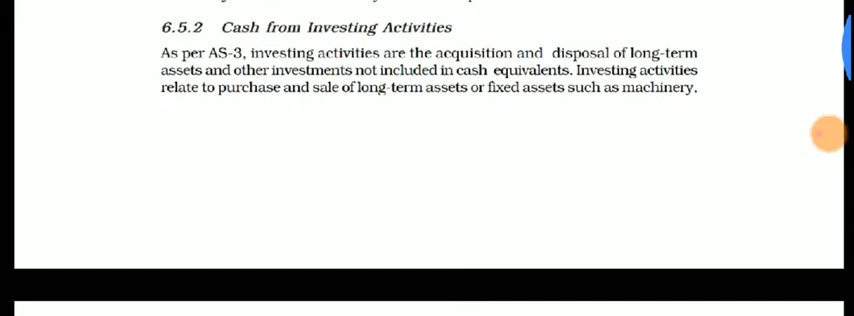 6.5.2 Cash from Investing Activities
As per AS-3, investing activities are the acquisition and disposal of long-term
assets and other investments not included in cash equivalents. Investing activities
relate to purchase and sale of long-term assets or fixed assets such as machinery,